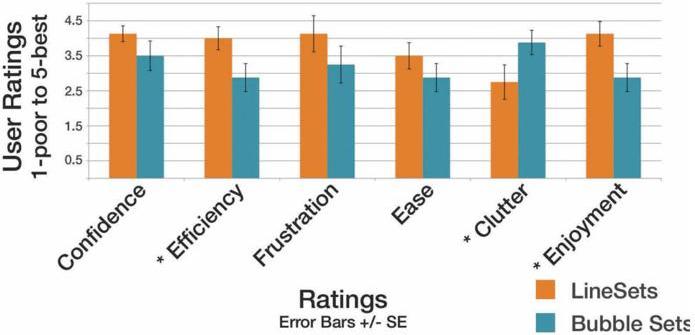 User Ratings
1-poor to 5-best
4.5
3.5
2.5
1.5
0.5
Confidence
* Efficiency
Frustration
Ease
* Clutter
* Enjoyment
Ratings
Error Bars +/- SE
LineSets
Bubble Sets